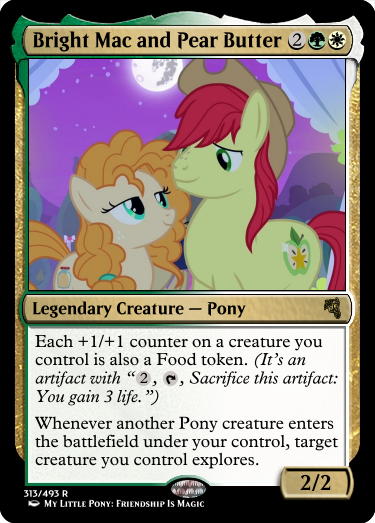 Bright Mac and Pear Butter 2
Legendary Creature — Pony
Each +1/+1 counter on a creature you
control is also a Food token. (It's an
artifact with “2, , Sacrifice this artifact:
You gain 3 life.”)
Whenever another Pony creature enters
the battlefield under your control, target
creature you control explores.
2/2
313/493 R
My Little Pony: Friendship Is Magic